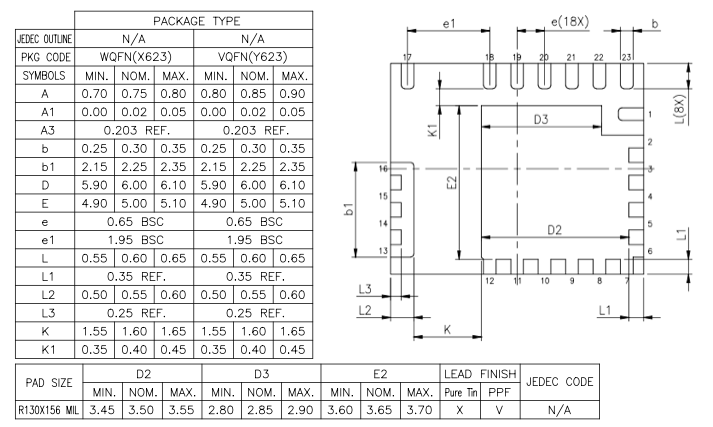 PACKAGE TYPE
JEDEC OUTLINE N/A N/A
PKG CODE WQFN(X623) VQFN(Y623)
SYMBOLS MIN. NOM. MAX. MIN. NOM. MAX.
A 0.70 0.75 0.80 0.80 0.85 0.90
A1 0.00 0.02 0.05 0.00 0.02 0.05
A3 0.203 REF. 0.203 REF.
b 0.25 0.30 0.35 0.25 0.30 0.35
b1 2.15 2.25 2.35 2.15 2.25 2.35
D 5.90 6.00 6.10 5.90 6.00 6.10
E 4.90 5.00 5.10 4.90 5.00 5.10
e 0.65 BSC 0.65 BSC
e1 1.95 BSC 1.95 BSC
L 0.55 0.60 0.65 0.55 0.60 0.65
L1 0.35 REF. 0.35 REF.
L2 0.50 0.55 0.60 0.50 0.55 0.60
L3 0.25 REF. 0.25 REF.
K 1.55 1.60 1.65 1.55 1.60 1.65
K1 0.35 0.40 0.45 0.35 0.40 0.45
e1 e(18X) b
17 18 19 20 21 22 23
L(8X)
K1
D3
1
2
E2
16 3
15 4
b1
14 5
D2
13 6
L1
12 11 10 9 8 7
L3
L2 L1
K
PAD SIZE D2 D3 E2 LEAD FINISH JEDEC CODE
MIN. NOM. MAX. MIN. NOM. MAX. MIN. NOM. MAX. Pure Tin PPF
R130X156 MIL 3.45 3.50 3.55 2.80 2.85 2.90 3.60 3.65 3.70 X V N/A